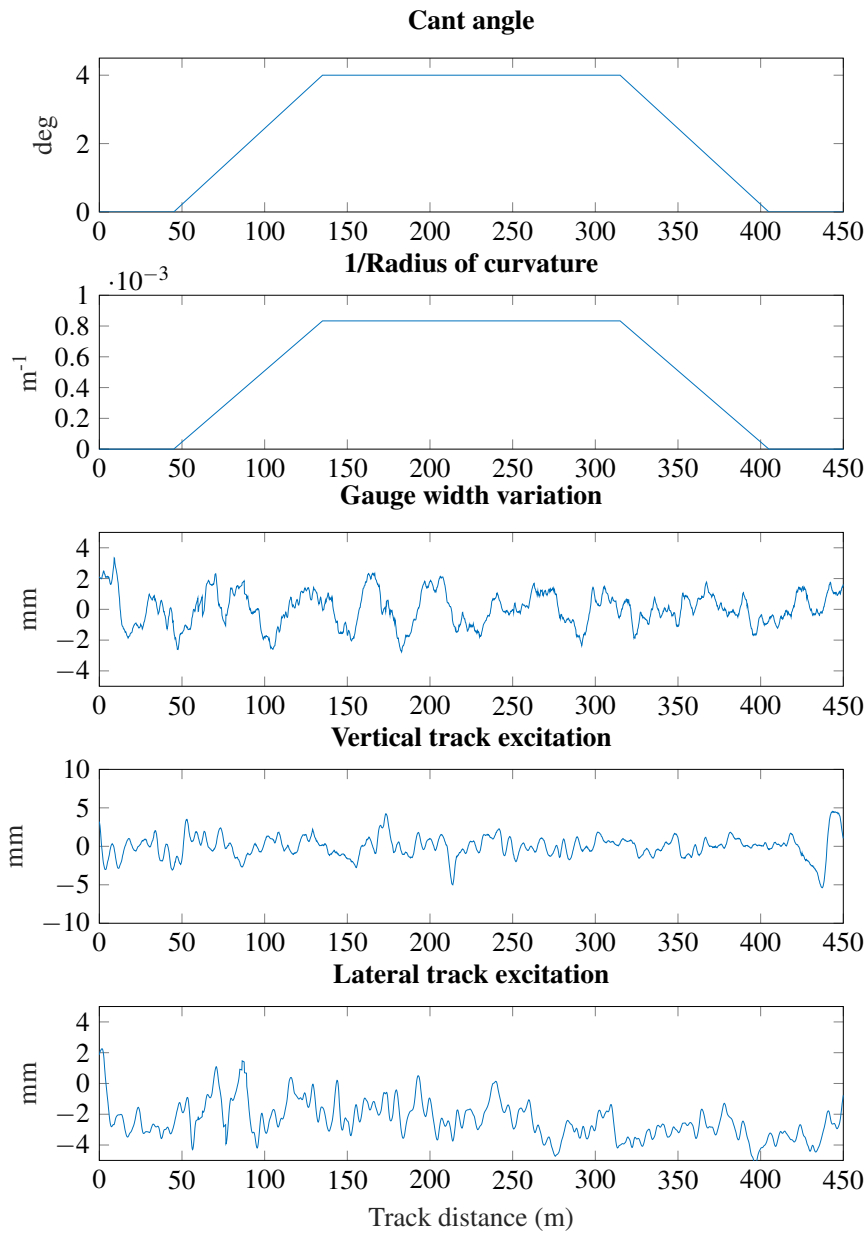 Cant angle
4
2
0
deg
0 50 100 150 200 250 300 350 400 450
1/Radius of curvature
·10−3
1
0.8
0.6
0.4
0.2
0
m-1
0 50 100 150 200 250 300 350 400 450
Gauge width variation
4
2
0
−2
−4
mm
0 50 100 150 200 250 300 350 400 450
Vertical track excitation
10
5
0
−5
−10
mm
0 50 100 150 200 250 300 350 400 450
Lateral track excitation
4
2
0
−2
−4
mm
0 50 100 150 200 250 300 350 400 450
Track distance (m)